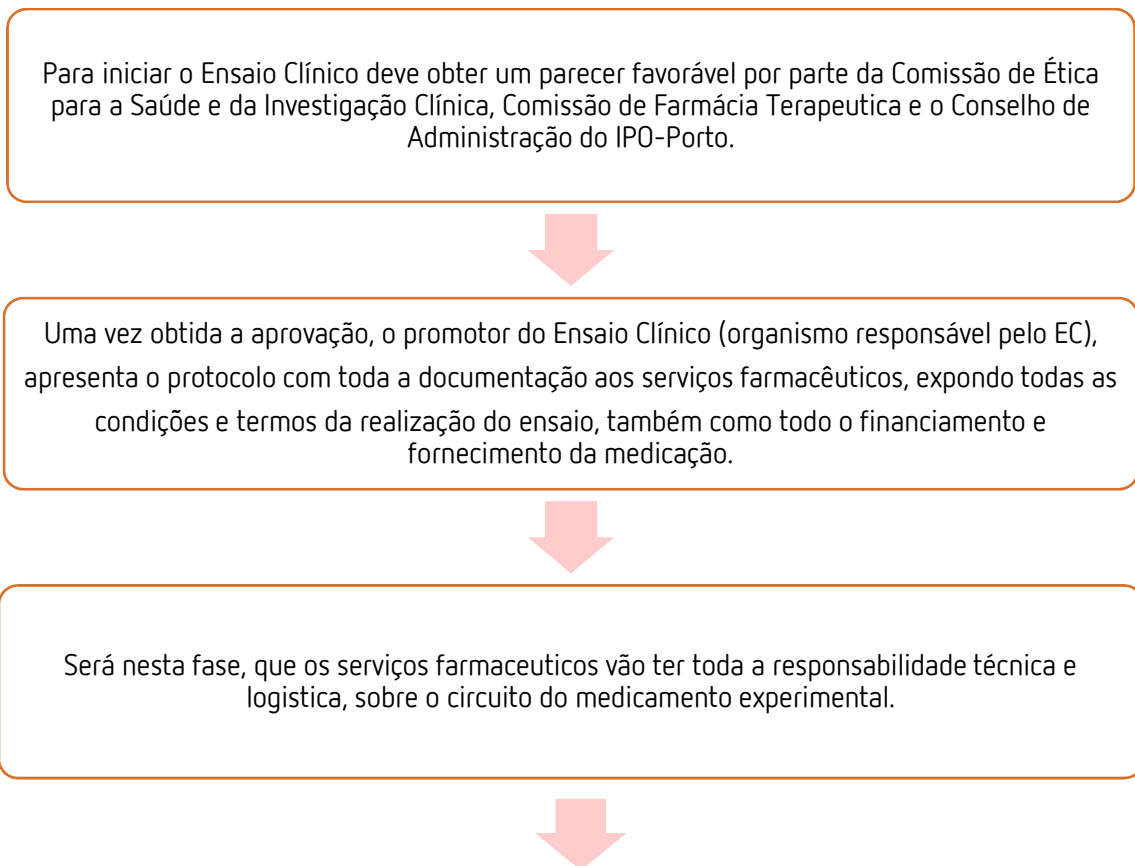 Para iniciar o Ensaio Clínico deve obter um parecer favorável por parte da Comissão de Ética
para a Saúde e da Investigação Clínica, Comissão de Farmácia Terapeutica e o Conselho de
Administração do IPO-Porto.
Uma vez obtida a aprovação, o promotor do Ensaio Clínico (organismo responsável pelo EC),
apresenta o protocolo com toda a documentação aos serviços farmacêuticos, expondo todas as
condições e termos da realização do ensaio, também como todo o financiamento e
fornecimento da medicação.
Será nesta fase, que os serviços farmaceuticos vão ter toda a responsabilidade técnica e
logistica, sobre o circuito do medicamento experimental.